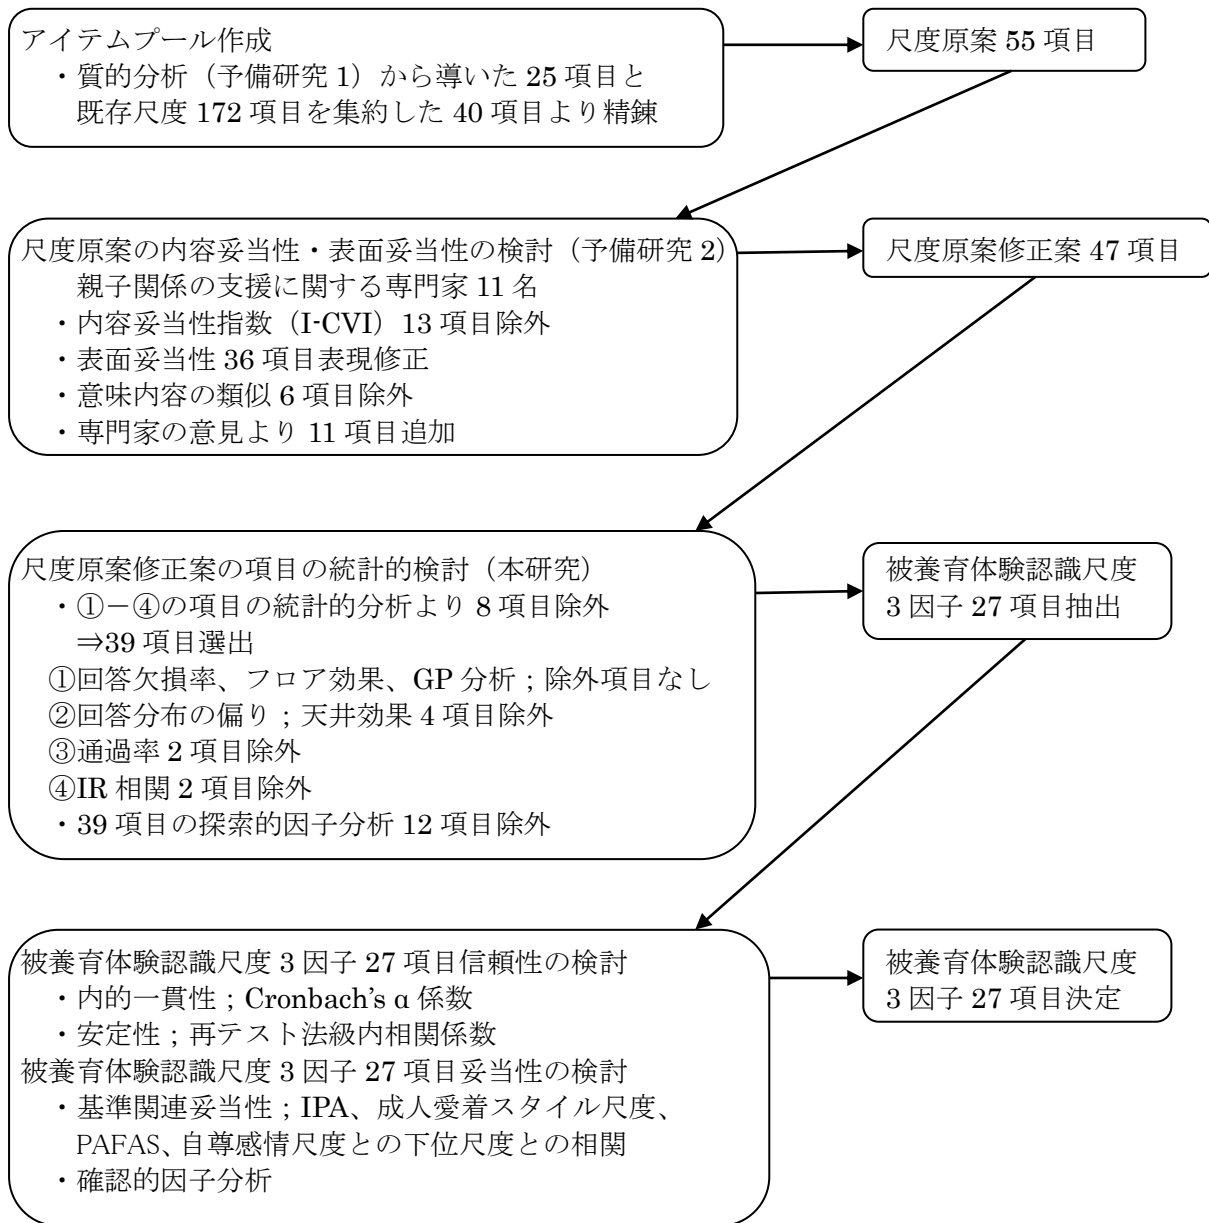 アイテムプール作成
・質的分析（予備研究 1）から導いた 25 項目と
既存尺度 172 項目を集約した 40 項目より精錬
尺度原案 55 項目
尺度原案の内容妥当性・表面妥当性の検討（予備研究 2）
親子関係の支援に関する専門家 11 名
・内容妥当性指数（I-CVI）13 項目除外
・表面妥当性 36 項目表現修正
・意味内容の類似 6 項目除外
・専門家の意見より 11 項目追加
尺度原案修正案 47 項目
尺度原案修正案の項目の統計的検討（本研究）
・①－④の項目の統計的分析より 8 項目除外
⇒39 項目選出
①回答欠損率、フロア効果、GP 分析；除外項目なし
②回答分布の偏り；天井効果 4 項目除外
③通過率 2 項目除外
④IR 相関 2 項目除外
・39 項目の探索的因子分析 12 項目除外
被養育体験認識尺度
3 因子 27 項目抽出
被養育体験認識尺度 3 因子 27 項目信頼性の検討
・内的一貫性；Cronbach's α 係数
・安定性；再テスト法級内相関係数
被養育体験認識尺度 3 因子 27 項目妥当性の検討
・基準関連妥当性；IPA、成人愛着スタイル尺度、
PAFAS、自尊感情尺度との下位尺度との相関
・確認的因子分析
被養育体験認識尺度
3 因子 27 項目決定